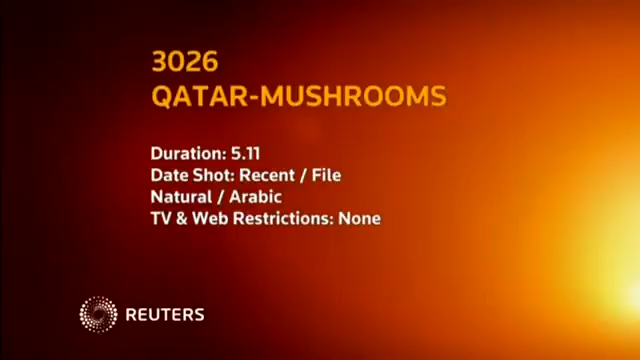 3026
QATAR-MUSHROOMS
Duration: 5.11
Date Shot: Recent / File
Natural / Arabic
TV & Web Restrictions: None
REUTERS